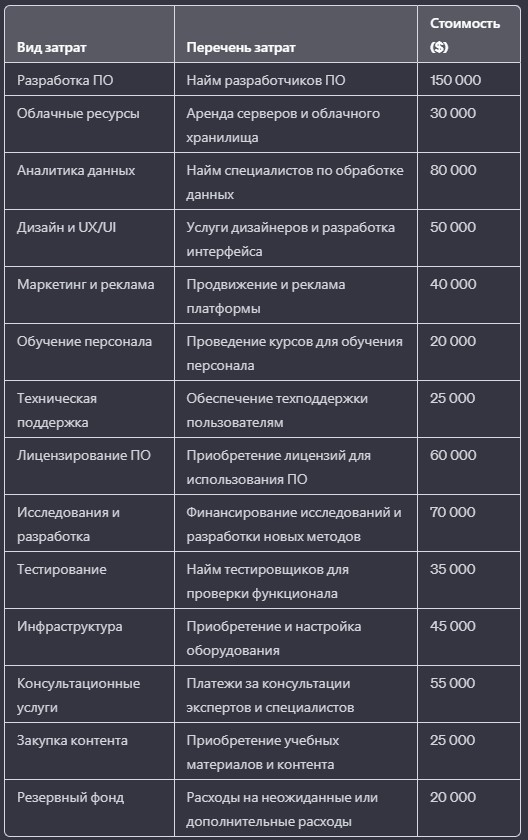 Вид затрат Перечень затрат Стоимость ($)
Разработка ПО Найм разработчиков ПО 150 000
Облачные ресурсы Аренда серверов и облачного
хранилища 30 000
Аналитика данных Найм специалистов по обработке
данных 80 000
Дизайн и UX/UI Услуги дизайнеров и разработка
интерфейса 50 000
Маркетинг и реклама Продвижение и реклама
платформы 40 000
Обучение персонала Проведение курсов для обучения
персонала 20 000
Техническая
поддержка Обеспечение техподдержки
пользователям 25 000
Лицензирование ПО Приобретение лицензий для
использования ПО 60 000
Исследования и
разработка Финансирование исследований и
разработки новых методов 70 000
Тестирование Найм тестировщиков для
проверки функционала 35 000
Инфраструктура Приобретение и настройка
оборудования 45 000
Консультационные
услуги Платежи за консультации
экспертов и специалистов 55 000
Закупка контента Приобретение учебных
материалов и контента 25 000
Резервный фонд Расходы на неожиданные или
дополнительные расходы 20 000